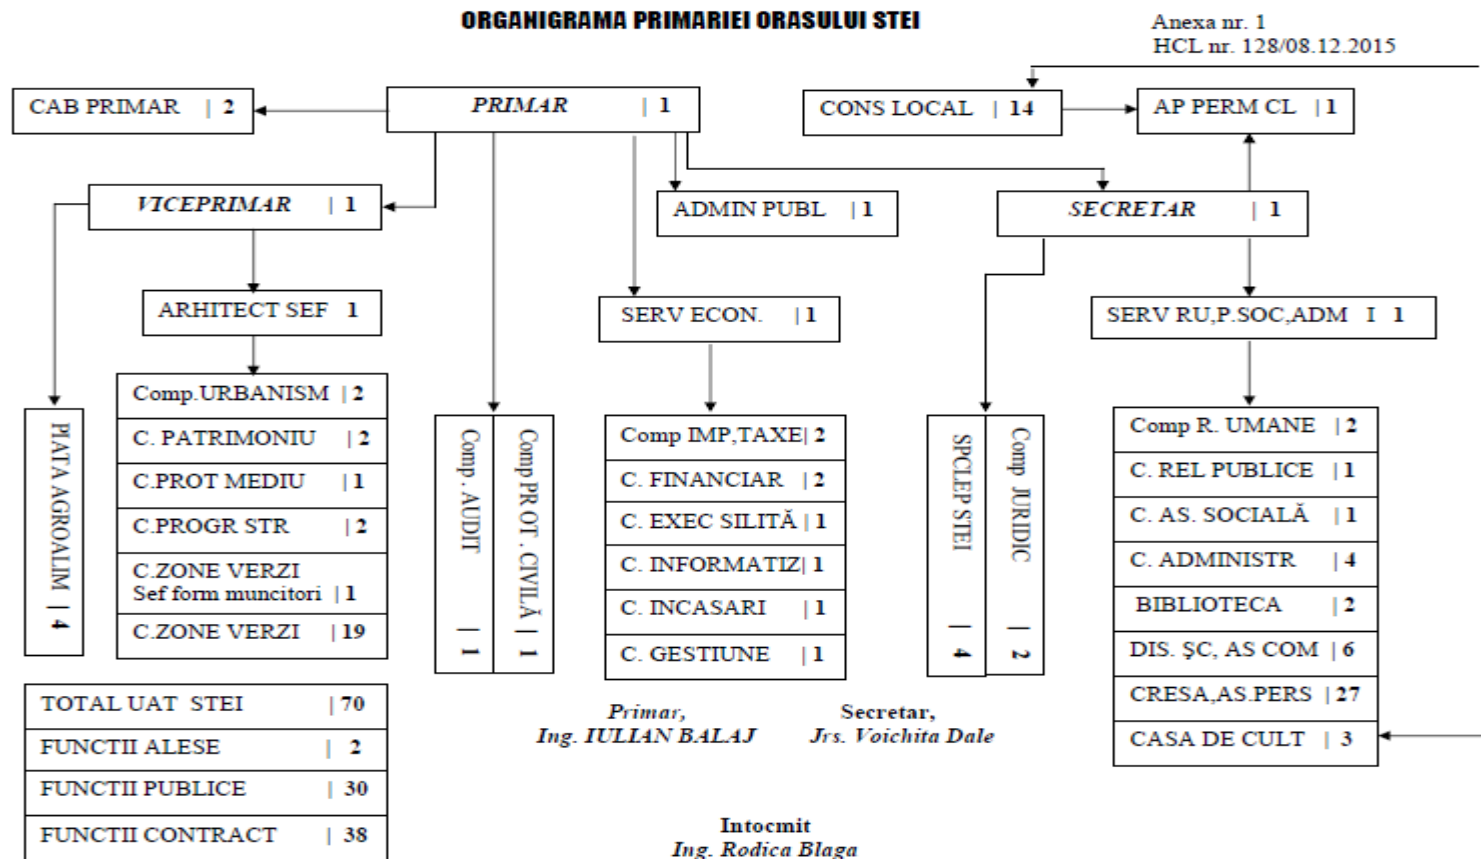 ORGANIGRAMA PRIMARIEI ORASULUI STEI
Anexa nr. 1
HCL nr. 128/08.12.2015
CAB PRIMAR | 2
PRIMAR | 1
CONS LOCAL | 14
AP PERM CL | 1
VICEPRIMAR | 1
ADMIN PUBL | 1
SECRETAR | 1
ARHITECT SEF 1
SERV ECON. | 1
SERV RU,P.SOC,ADM I 1
PIATA AGROALIM | 4
Comp.URBANISM | 2
C. PATRIMONIU | 2
C.PROT MEDIU | 1
C.PROGR STR | 2
C.ZONE VERZI
Sef form muncitori | 1
C.ZONE VERZI | 19
Comp. AUDIT | 1
Comp PROT. CIVILĂ | 1
Comp IMP,TAXE| 2
C. FINANCIAR | 2
C. EXEC SILITĂ | 1
C. INFORMATIZ| 1
C. INCASARI | 1
C. GESTIUNE | 1
SPCLEP STEI | 4
Comp JURIDIC | 2
Comp R. UMANE | 2
C. REL PUBLICE | 1
C. AS. SOCIALĂ | 1
C. ADMINISTR | 4
BIBLIOTECA | 2
DIS. ŞC, AS COM | 6
CRESA,AS.PERS | 27
CASA DE CULT | 3
TOTAL UAT STEI | 70
FUNCTII ALESE | 2
FUNCTII PUBLICE | 30
FUNCTII CONTRACT | 38
Primar,
Ing. IULIAN BALAJ
Secretar,
Jrs. Voichita Dale
Intocmit
Ing. Rodica Blaga